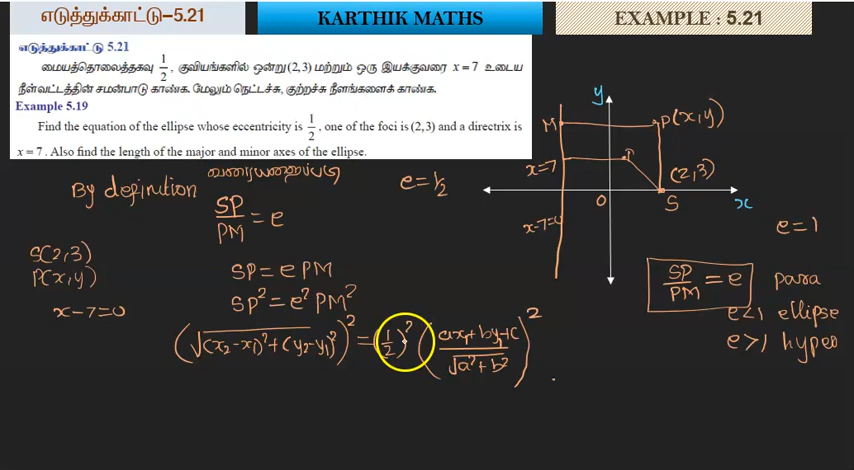 எடுத்துக்காட்டு-5.21
KARTHIK MATHS
EXAMPLE : 5.21
எடுத்துக்காட்டு 5.21
மையத்தொலைத்தகவு 1/2, குவியங்களில் ஒன்று (2,3) மற்றும் ஒரு இயக்குவரை x = 7 உடைய
நீள்வட்டத்தின் சமன்பாடு காண்க. மேலும் நெட்டச்சு, குற்றச்சு நீளங்களைக் காண்க.
Example 5.19
Find the equation of the ellipse whose eccentricity is 1/2, one of the foci is (2,3) and a directrix is
x = 7. Also find the length of the major and minor axes of the ellipse.
வரையறைப்படி
By definition
e=1/2
SP/PM = e
S(2,3)
P(x,y)
x-7=0
SP = e PM
SP² = e² PM²
(√(x₂-x₁)²+(y₂-y₁)²)² = (1/2)² ((ax₁+by₁+c)/√a²+b²)²
y
M
P(x,y)
x=7
P
(2,3)
O
S
x
x-7=0
e=1
SP/PM = e
para
e<1 ellipse
e>1 hyper